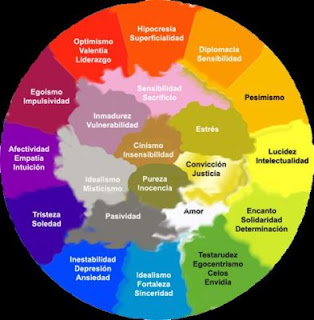 Hipocresia
Superficialidad
Diplomacia
Sensibilidad
Pesimismo
Lucidez
Intelectualidad
Encanto
Solidaridad
Determinación
Testarudez
Egocentrismo
Celos
Envidia
Idealismo
Fortaleza
Sinceridad
Inestabilidad
Depresión
Ansiedad
Tristeza
Soledad
Afectividad
Empatía
Intuición
Egoismo
Impulsividad
Optimismo
Valentía
Liderazgo
Sensibilidad
Sacrificio
Estrés
Convicción
Justicia
Amor
Pasividad
Idealismo
Misticismo
Inmadurez
Vulnerabilidad
Cinismo
Insensibilidad
Pureza
Inocencia